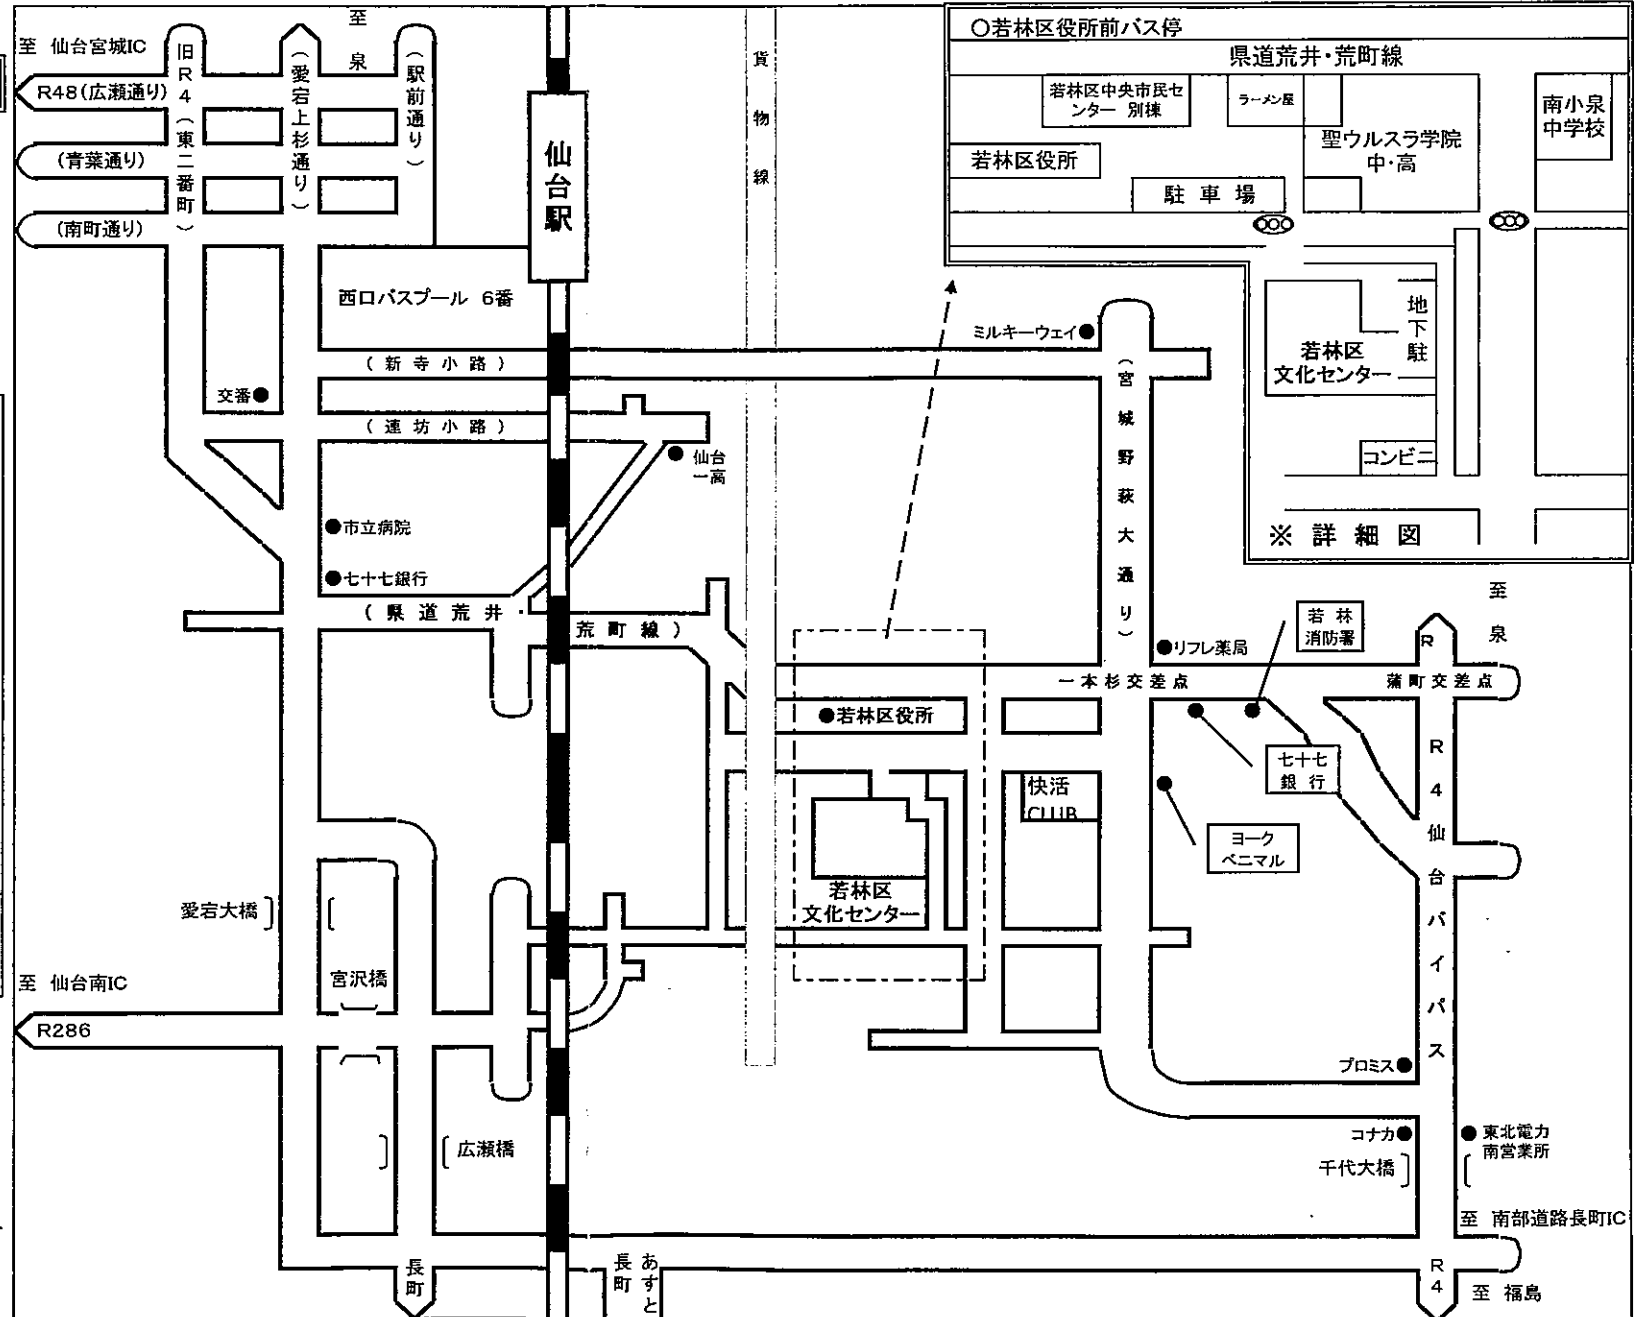 至 仙台宮城IC
R48(広瀬通り)
(青葉通り)
(南町通り)
旧R4(東二番町)
(愛宕上杉通り)
至 泉
(駅前通り)
仙台駅
貨物線
西口バスプール 6番
(新寺小路)
交番
(連坊小路)
仙台
一高
市立病院
七十七銀行
(県道荒井・荒町線)
ミルキーウェイ
(宮城野萩大通り)
〇若林区役所前バス停
県道荒井・荒町線
若林区中央市民セ
ンター 別棟
ラーメン屋
南小泉
中学校
聖ウルスラ学院
中・高
若林区役所
駐車場
地下駐
若林区
文化センター
コンビニ
※ 詳細図
至 泉
若林
消防署
リフレ薬局
R
一本杉交差点
蒲町交差点
若林区役所
七十七
銀行
快活
CLUB
ヨーク
ベニマル
R4仙台バイパス
若林区
文化センター
愛宕大橋
宮沢橋
至 仙台南IC
R286
広瀬橋
プロミス
コナカ
東北電力
南営業所
千代大橋
至 南部道路長町IC
長町
あすと
長町
R4
至 福島